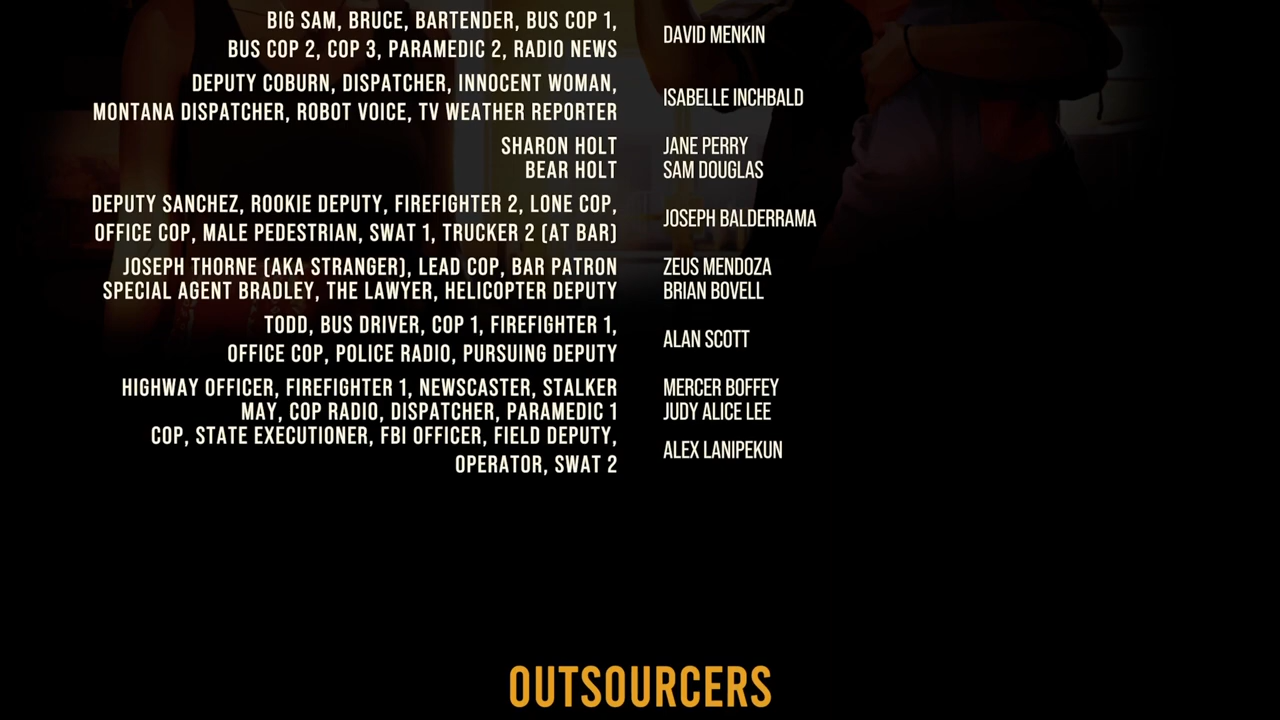 BIG SAM, BRUCE, BARTENDER, BUS COP 1,
BUS COP 2, COP 3, PARAMEDIC 2, RADIO NEWS
DAVID MENKIN
DEPUTY COBURN, DISPATCHER, INNOCENT WOMAN,
MONTANA DISPATCHER, ROBOT VOICE, TV WEATHER REPORTER
ISABELLE INCHBALD
SHARON HOLT JANE PERRY
BEAR HOLT SAM DOUGLAS
DEPUTY SANCHEZ, ROOKIE DEPUTY, FIREFIGHTER 2, LONE COP,
OFFICE COP, MALE PEDESTRIAN, SWAT 1, TRUCKER 2 (AT BAR)
JOSEPH BALDERRAMA
JOSEPH THORNE (AKA STRANGER), LEAD COP, BAR PATRON ZEUS MENDOZA
SPECIAL AGENT BRADLEY, THE LAWYER, HELICOPTER DEPUTY BRIAN BOVELL
TODD, BUS DRIVER, COP 1, FIREFIGHTER 1,
OFFICE COP, POLICE RADIO, PURSUING DEPUTY
ALAN SCOTT
HIGHWAY OFFICER, FIREFIGHTER 1, NEWSCASTER, STALKER MERCER BOFFEY
MAY, COP RADIO, DISPATCHER, PARAMEDIC 1 JUDY ALICE LEE
COP, STATE EXECUTIONER, FBI OFFICER, FIELD DEPUTY,
OPERATOR, SWAT 2
ALEX LANIPEKUN
OUTSOURCERS